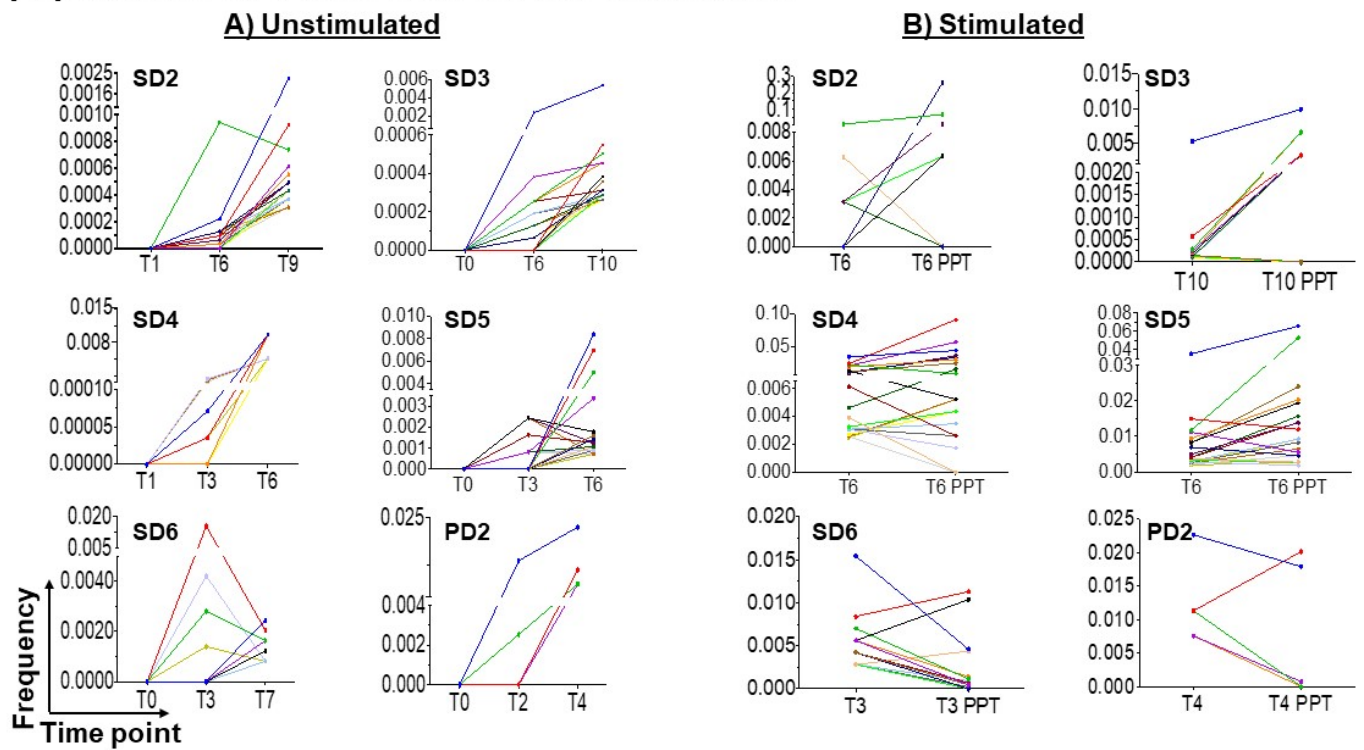 A) Unstimulated
B) Stimulated
SD2
0.0025
0.0016
0.0010
0.0008
0.0006
0.0004
0.0002
0.0000
T1 T6 T9
SD3
0.006
0.004
0.002
0.0006
0.0004
0.0002
0.0000
T0 T6 T10
SD2
0.3
0.2
0.1
0.008
0.006
0.004
0.002
0.000
T6 T6 PPT
SD3
0.015
0.010
0.005
0.0020
0.0015
0.0010
0.0005
0.0000
T10 T10 PPT
SD4
0.015
0.008
0.00010
0.00005
0.00000
T1 T3 T6
SD5
0.010
0.008
0.006
0.004
0.003
0.002
0.001
0.000
T0 T3 T6
SD4
0.10
0.05
0.006
0.004
0.002
0.000
T6 T6 PPT
SD5
0.08
0.06
0.04
0.03
0.02
0.01
0.00
T6 T6 PPT
SD6
0.020
0.005
0.0040
0.0020
0.0000
T0 T3 T7
PD2
0.025
0.004
0.002
0.000
T0 T2 T4
SD6
0.020
0.015
0.010
0.005
0.000
T3 T3 PPT
PD2
0.025
0.020
0.015
0.010
0.005
0.000
T4 T4 PPT
Frequency
Time point